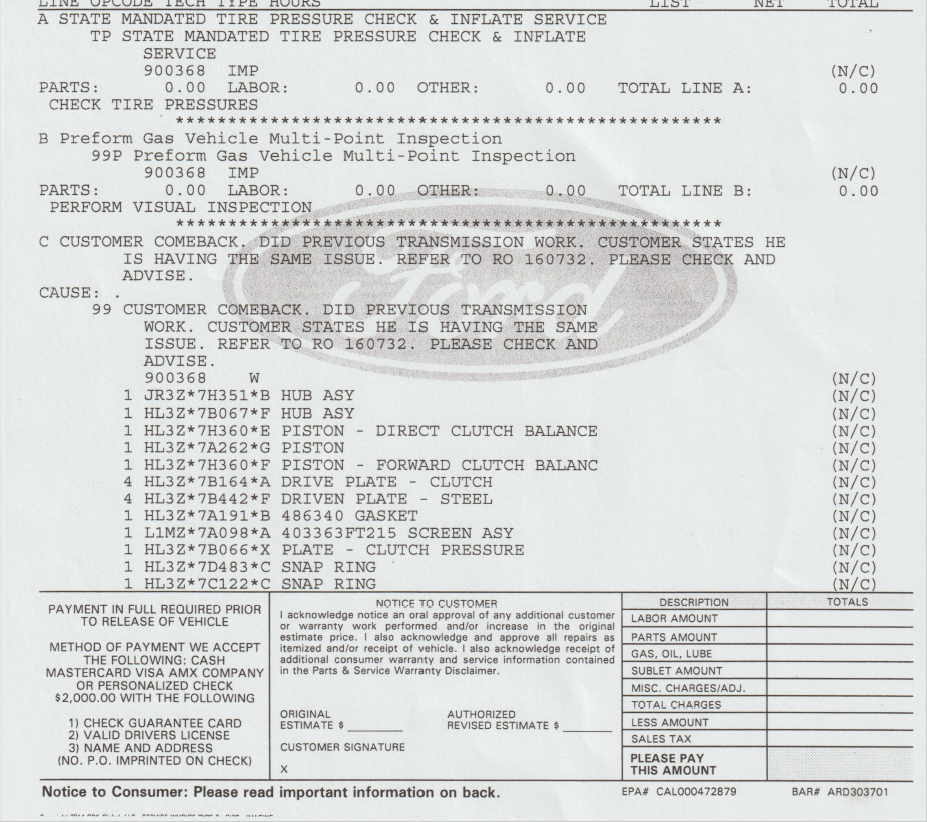 LINE OPCODE TECH TYPE HOURS LIST NET TOTAL
A STATE MANDATED TIRE PRESSURE CHECK & INFLATE SERVICE
TP STATE MANDATED TIRE PRESSURE CHECK & INFLATE
SERVICE
900368 IMP (N/C)
PARTS: 0.00 LABOR: 0.00 OTHER: 0.00 TOTAL LINE A: 0.00
CHECK TIRE PRESSURES
****************************************************
B Preform Gas Vehicle Multi-Point Inspection
99P Preform Gas Vehicle Multi-Point Inspection
900368 IMP (N/C)
PARTS: 0.00 LABOR: 0.00 OTHER: 0.00 TOTAL LINE B: 0.00
PERFORM VISUAL INSPECTION
****************************************************
C CUSTOMER COMEBACK. DID PREVIOUS TRANSMISSION WORK. CUSTOMER STATES HE
IS HAVING THE SAME ISSUE. REFER TO RO 160732. PLEASE CHECK AND
ADVISE.
CAUSE: .
99 CUSTOMER COMEBACK. DID PREVIOUS TRANSMISSION
WORK. CUSTOMER STATES HE IS HAVING THE SAME
ISSUE. REFER TO RO 160732. PLEASE CHECK AND
ADVISE.
900368 W (N/C)
1 JR3Z*7H351*B HUB ASY (N/C)
1 HL3Z*7B067*F HUB ASY (N/C)
1 HL3Z*7H360*E PISTON - DIRECT CLUTCH BALANCE (N/C)
1 HL3Z*7A262*G PISTON (N/C)
1 HL3Z*7H360*F PISTON - FORWARD CLUTCH BALANC (N/C)
4 HL3Z*7B164*A DRIVE PLATE - CLUTCH (N/C)
4 HL3Z*7B442*F DRIVEN PLATE - STEEL (N/C)
1 HL3Z*7A191*B 486340 GASKET (N/C)
1 L1MZ*7A098*A 403363FT215 SCREEN ASY (N/C)
1 HL3Z*7B066*X PLATE - CLUTCH PRESSURE (N/C)
1 HL3Z*7D483*C SNAP RING (N/C)
1 HL3Z*7C122*C SNAP RING (N/C)
Ford
PAYMENT IN FULL REQUIRED PRIOR
TO RELEASE OF VEHICLE
METHOD OF PAYMENT WE ACCEPT
THE FOLLOWING: CASH
MASTERCARD VISA AMX COMPANY
OR PERSONALIZED CHECK
$2,000.00 WITH THE FOLLOWING
1) CHECK GUARANTEE CARD
2) VALID DRIVERS LICENSE
3) NAME AND ADDRESS
(NO. P.O. IMPRINTED ON CHECK)
NOTICE TO CUSTOMER
I acknowledge notice an oral approval of any additional customer
or warranty work performed and/or increase in the original
estimate price. I also acknowledge and approve all repairs as
itemized and/or receipt of vehicle. I also acknowledge receipt of
additional consumer warranty and service information contained
in the Parts & Service Warranty Disclaimer.
ORIGINAL AUTHORIZED
ESTIMATE $ ________ REVISED ESTIMATE $ ________
CUSTOMER SIGNATURE
X
DESCRIPTION TOTALS
LABOR AMOUNT
PARTS AMOUNT
GAS, OIL, LUBE
SUBLET AMOUNT
MISC. CHARGES/ADJ.
TOTAL CHARGES
LESS AMOUNT
SALES TAX
PLEASE PAY
THIS AMOUNT
Notice to Consumer: Please read important information on back.
EPA# CAL000472879 BAR# ARD303701